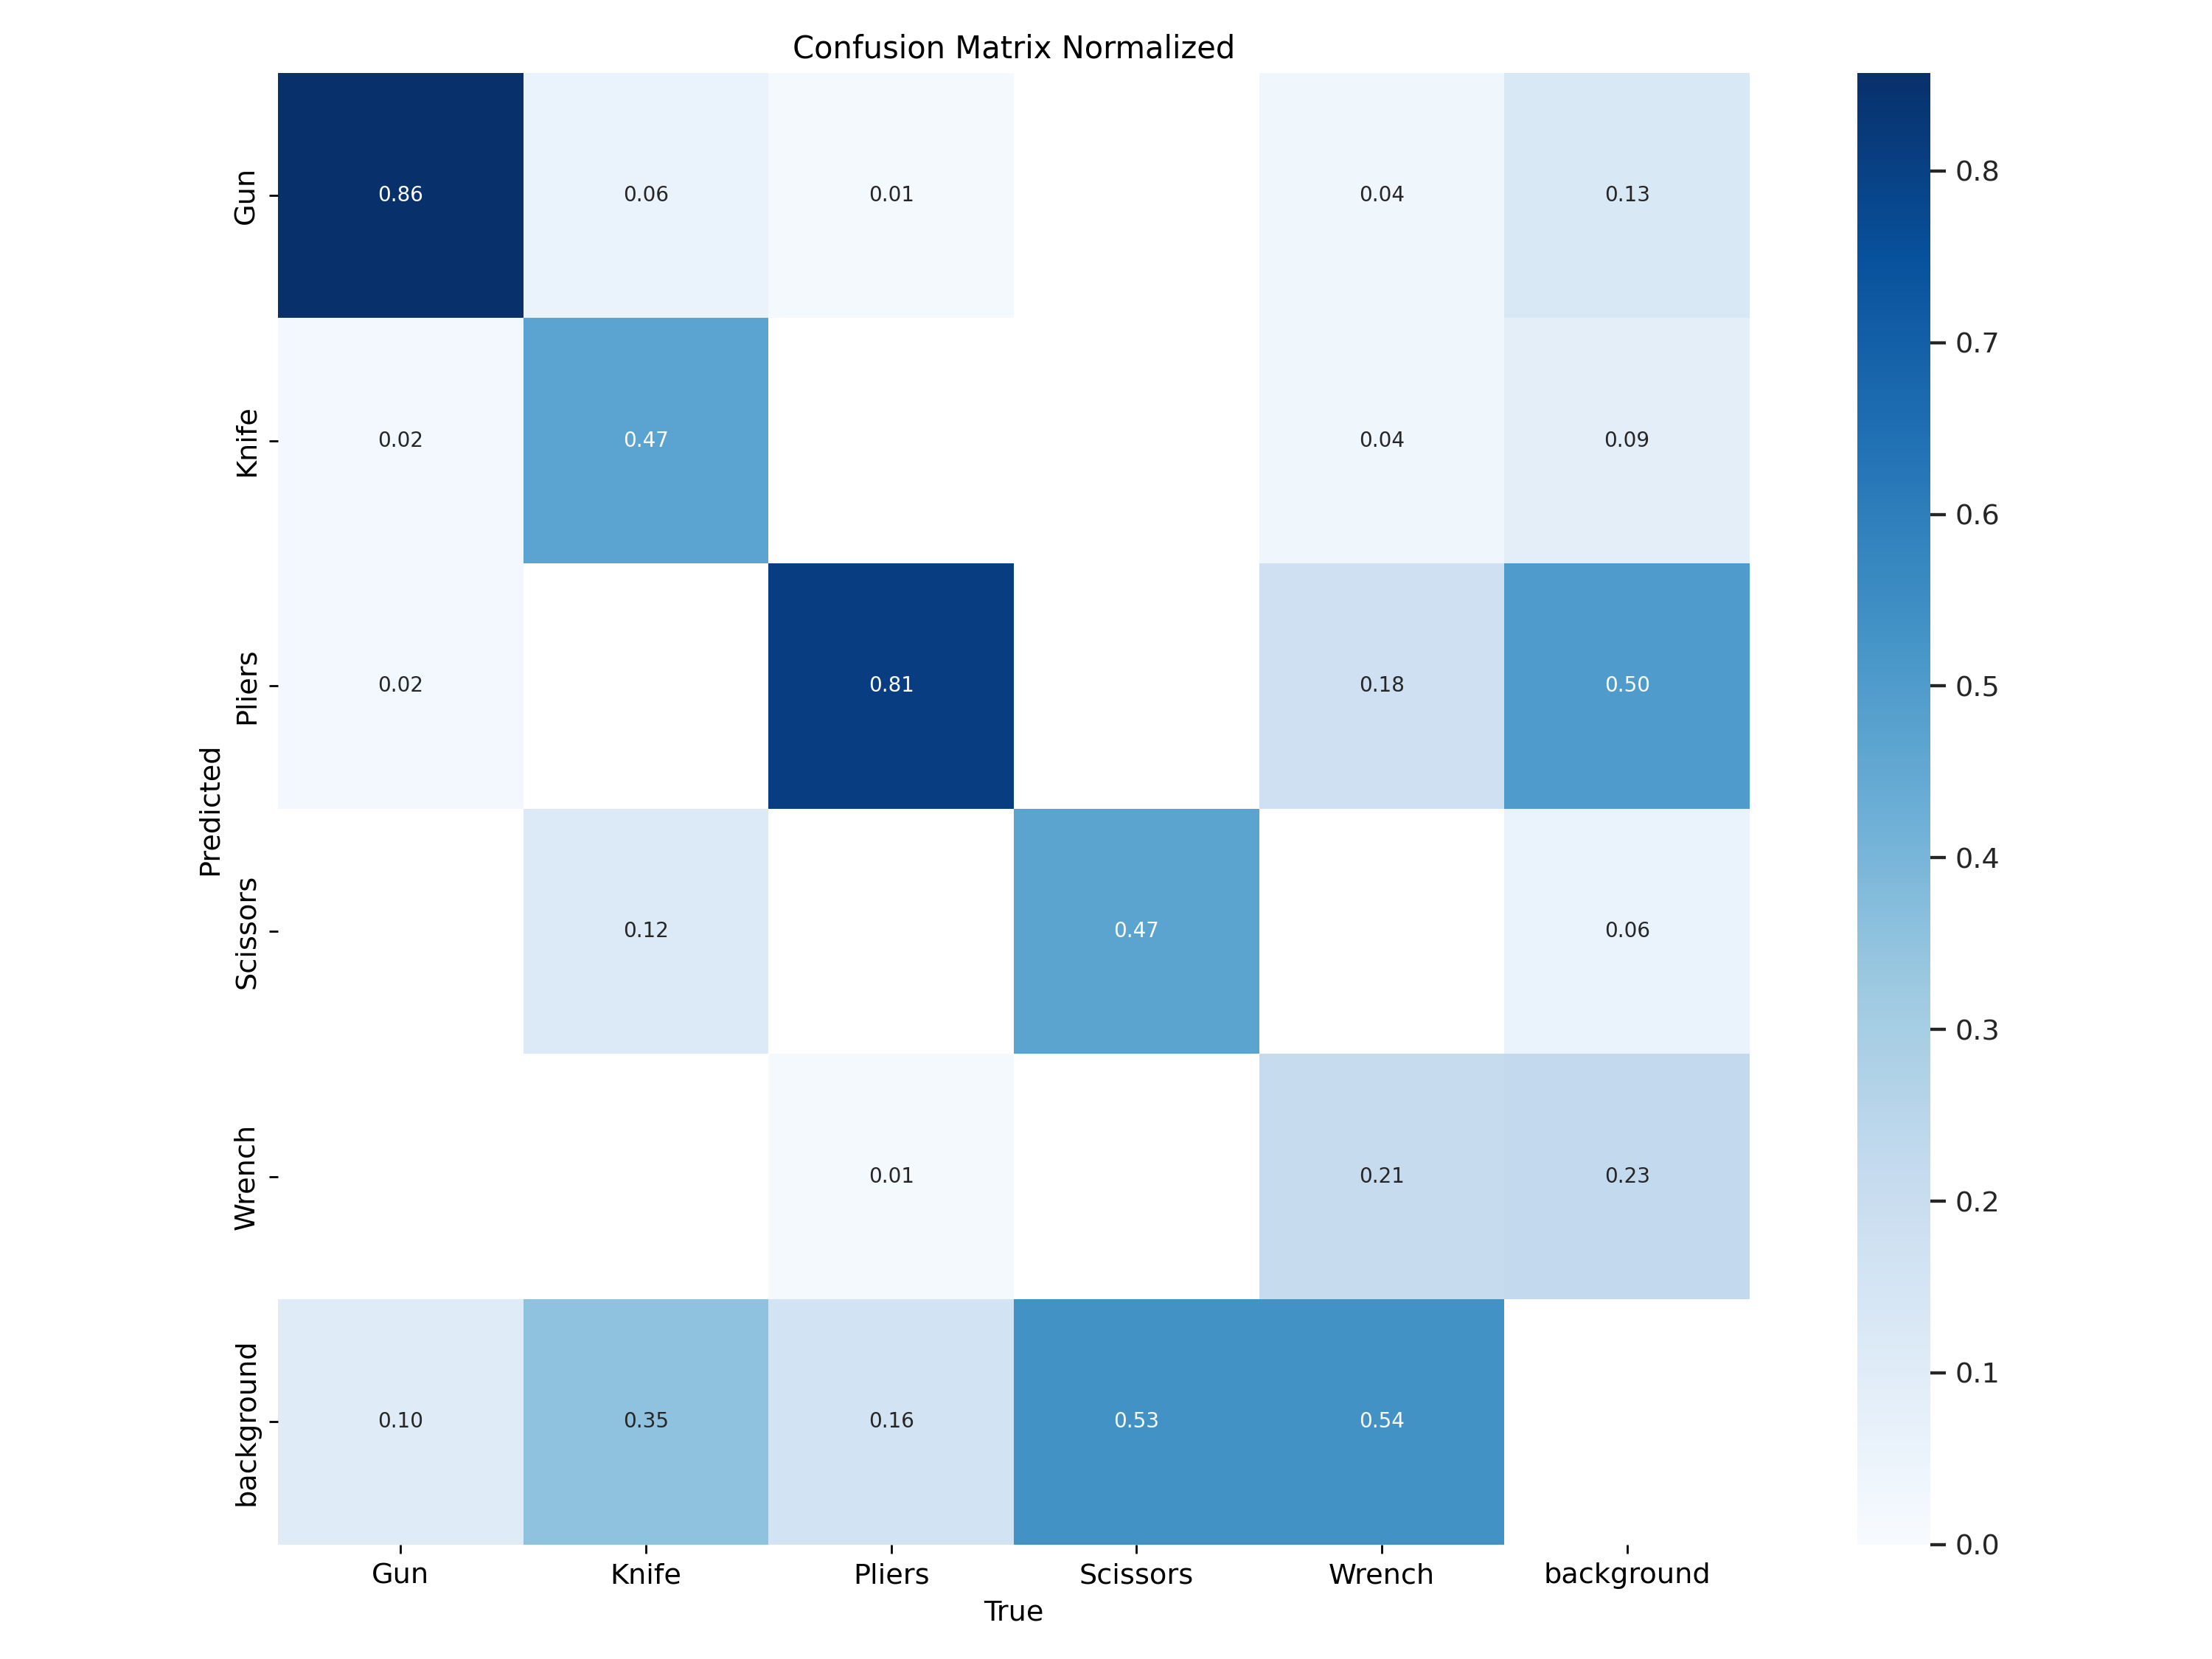 Confusion Matrix Normalized
Gun 0.86 0.06 0.01 0.04 0.13
Knife 0.02 0.47 0.04 0.09
Pliers 0.02 0.81 0.18 0.50
Scissors 0.12 0.47 0.06
Wrench 0.01 0.21 0.23
background 0.10 0.35 0.16 0.53 0.54
Predicted
Gun Knife Pliers Scissors Wrench background
True
0.8
0.7
0.6
0.5
0.4
0.3
0.2
0.1
0.0